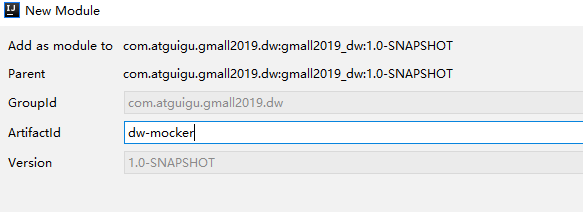 IJ New Module
Add as module to com.atguigu.gmall2019.dw:gmall2019_dw:1.0-SNAPSHOT
Parent com.atguigu.gmall2019.dw:gmall2019_dw:1.0-SNAPSHOT
GroupId com.atguigu.gmall2019.dw
ArtifactId dw-mocker
Version 1.0-SNAPSHOT